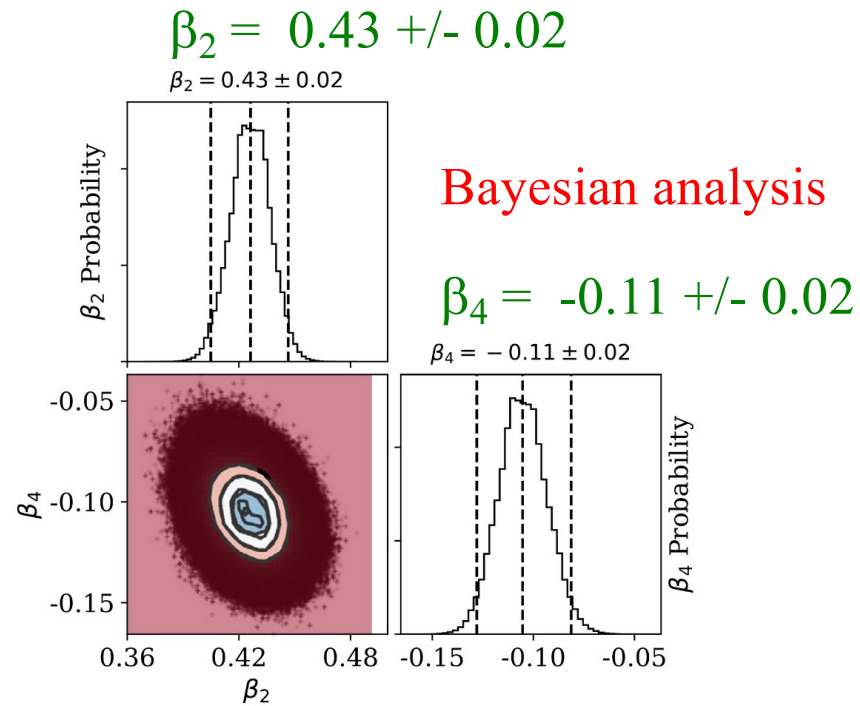 β₂ = 0.43 +/- 0.02
β₂ = 0.43 ± 0.02
β₂ Probability
Bayesian analysis
β₄ = -0.11 +/- 0.02
β₄ = −0.11 ± 0.02
-0.05
-0.10
-0.15
β₄
0.36 0.42 0.48
β₂
β₄ Probability
-0.15 -0.10 -0.05